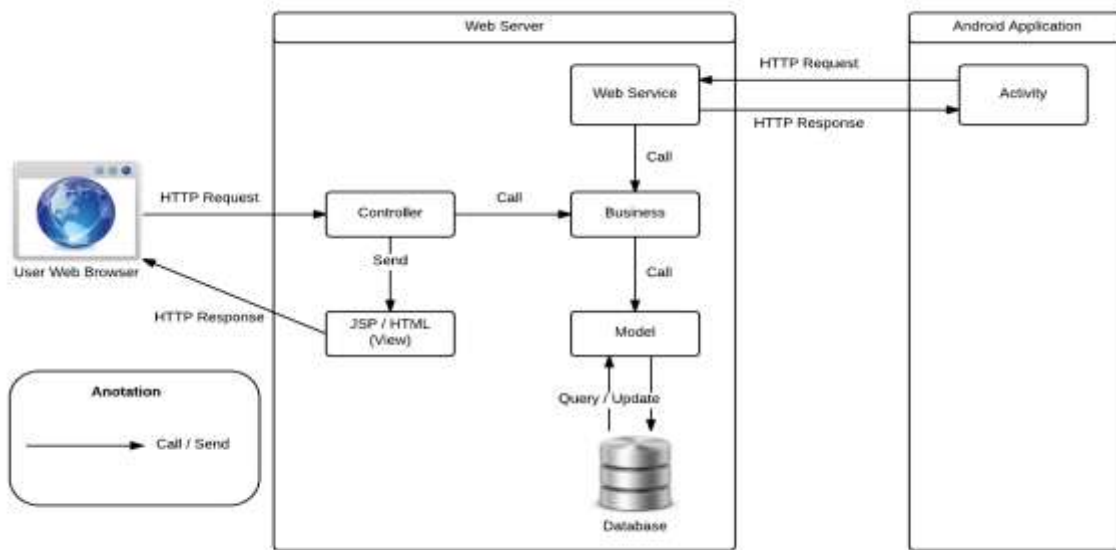 Web Server
Android Application
HTTP Request
Web Service
Activity
HTTP Response
Call
HTTP Request
Controller
Call
Business
User Web Browser
Send
Call
HTTP Response
JSP / HTML
(View)
Model
Anotation
Query / Update
Call / Send
Database